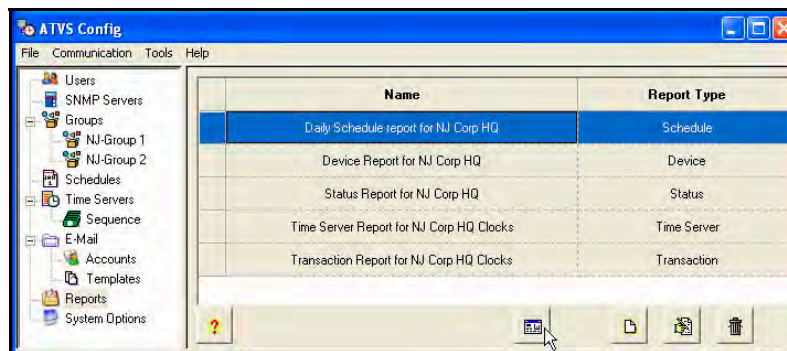 ATVS Config
File Communication Tools Help
Users
SNMP Servers
Groups
NJ-Group 1
NJ-Group 2
Schedules
Time Servers
Sequence
E-Mail
Accounts
Templates
Reports
System Options
Name Report Type
Daily Schedule report for NJ Corp HQ Schedule
Device Report for NJ Corp HQ Device
Status Report for NJ Corp HQ Status
Time Server Report for NJ Corp HQ Clocks Time Server
Transaction Report for NJ Corp HQ Clocks Transaction
?